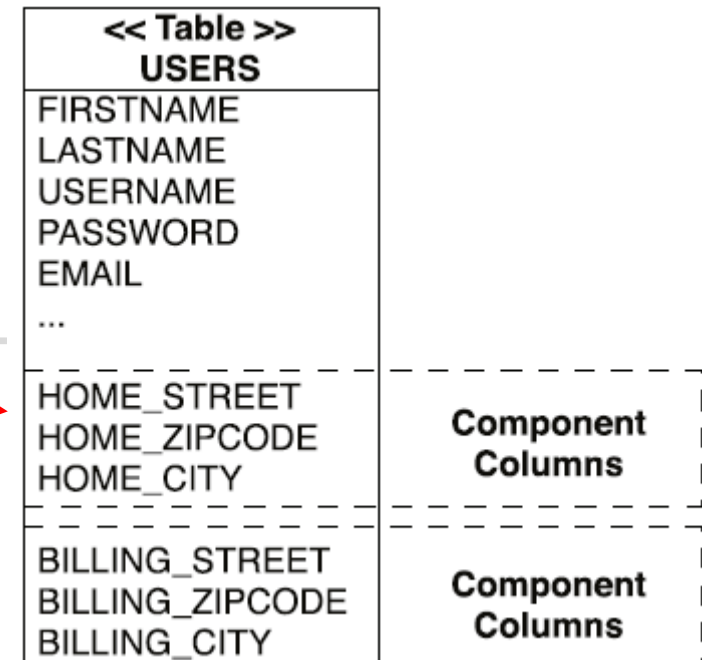 << Table >>
USERS
FIRSTNAME
LASTNAME
USERNAME
PASSWORD
EMAIL
...
HOME_STREET
HOME_ZIPCODE
HOME_CITY
Component
Columns
BILLING_STREET
BILLING_ZIPCODE
BILLING_CITY
Component
Columns